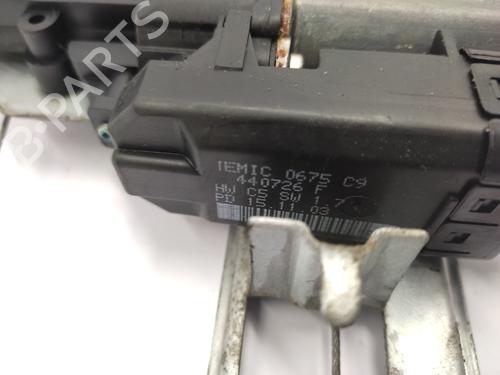 TEMIC 0675 C9
440726 F
HW C5 SW 1.7
PD 15.11.03
B-PARTS